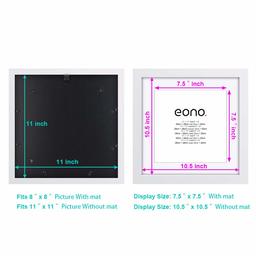 11 inch
11 inch
Fits 8 " x 8 " Picture With mat
Fits 11 " x 11 " Picture Without mat
7.5 " inch
10.5 " inch
eono.
7.5 " inch
10.5 " inch
Display Size: 7.5 " x 7.5 " With mat
Display Size: 10.5 " x 10.5 " Without mat